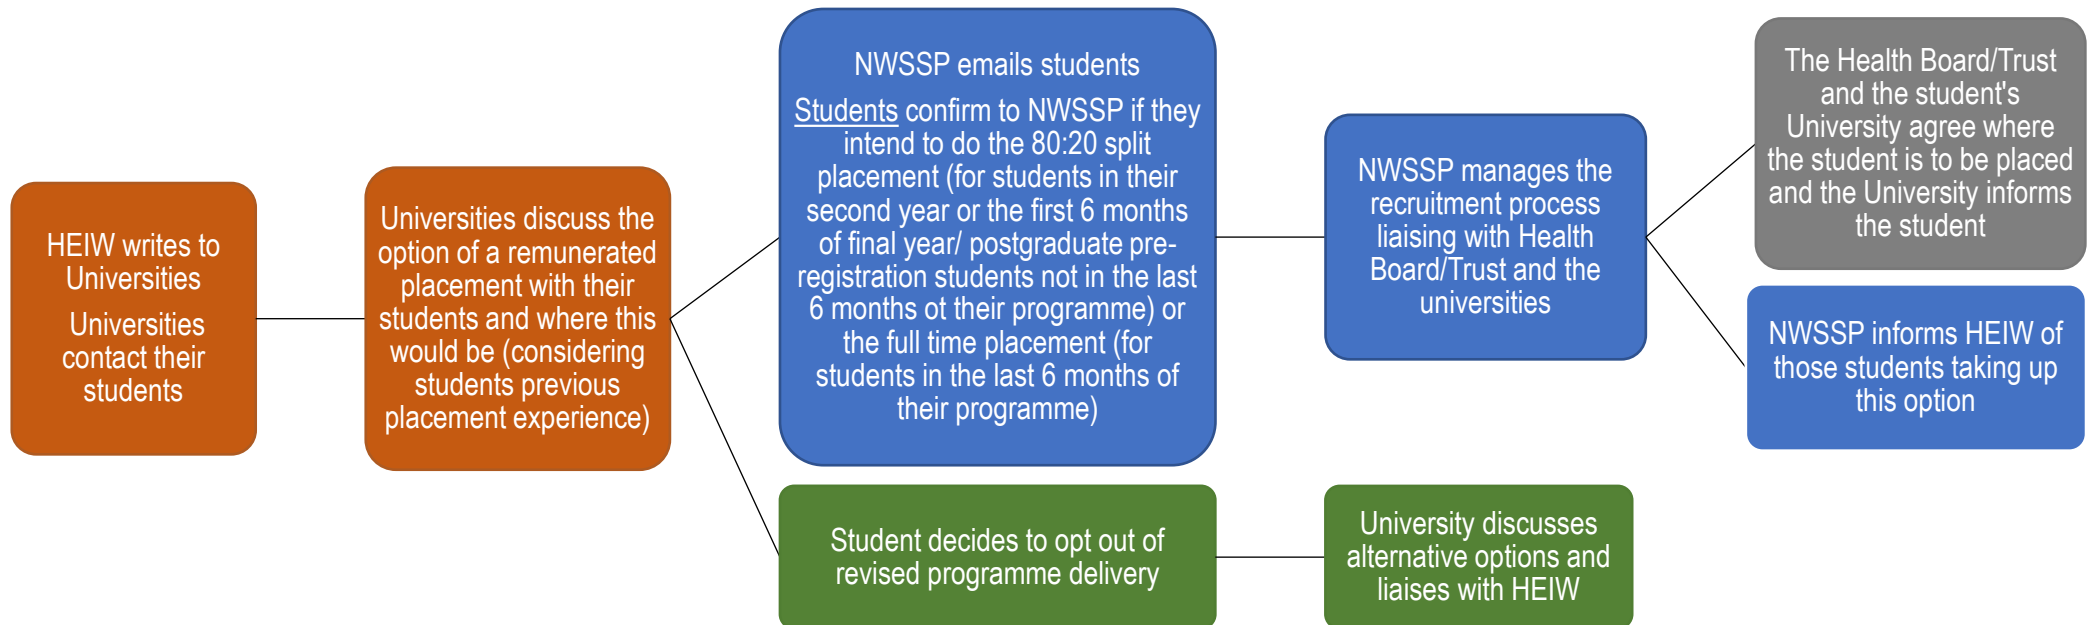 HEIW writes to
Universities
Universities
contact their
students
Universities discuss the
option of a remunerated
placement with their
students and where this
would be (considering
students previous
placement experience)
NWSSP emails students
Students confirm to NWSSP if they
intend to do the 80:20 split
placement (for students in their
second year or the first 6 months
of final year/ postgraduate pre-
registration students not in the last
6 months ot their programme) or
the full time placement (for
students in the last 6 months of
their programme)
Student decides to opt out of
revised programme delivery
NWSSP manages the
recruitment process
liaising with Health
Board/Trust and the
universities
University discusses
alternative options and
liaises with HEIW
The Health Board/Trust
and the student's
University agree where
the student is to be placed
and the University informs
the student
NWSSP informs HEIW of
those students taking up
this option